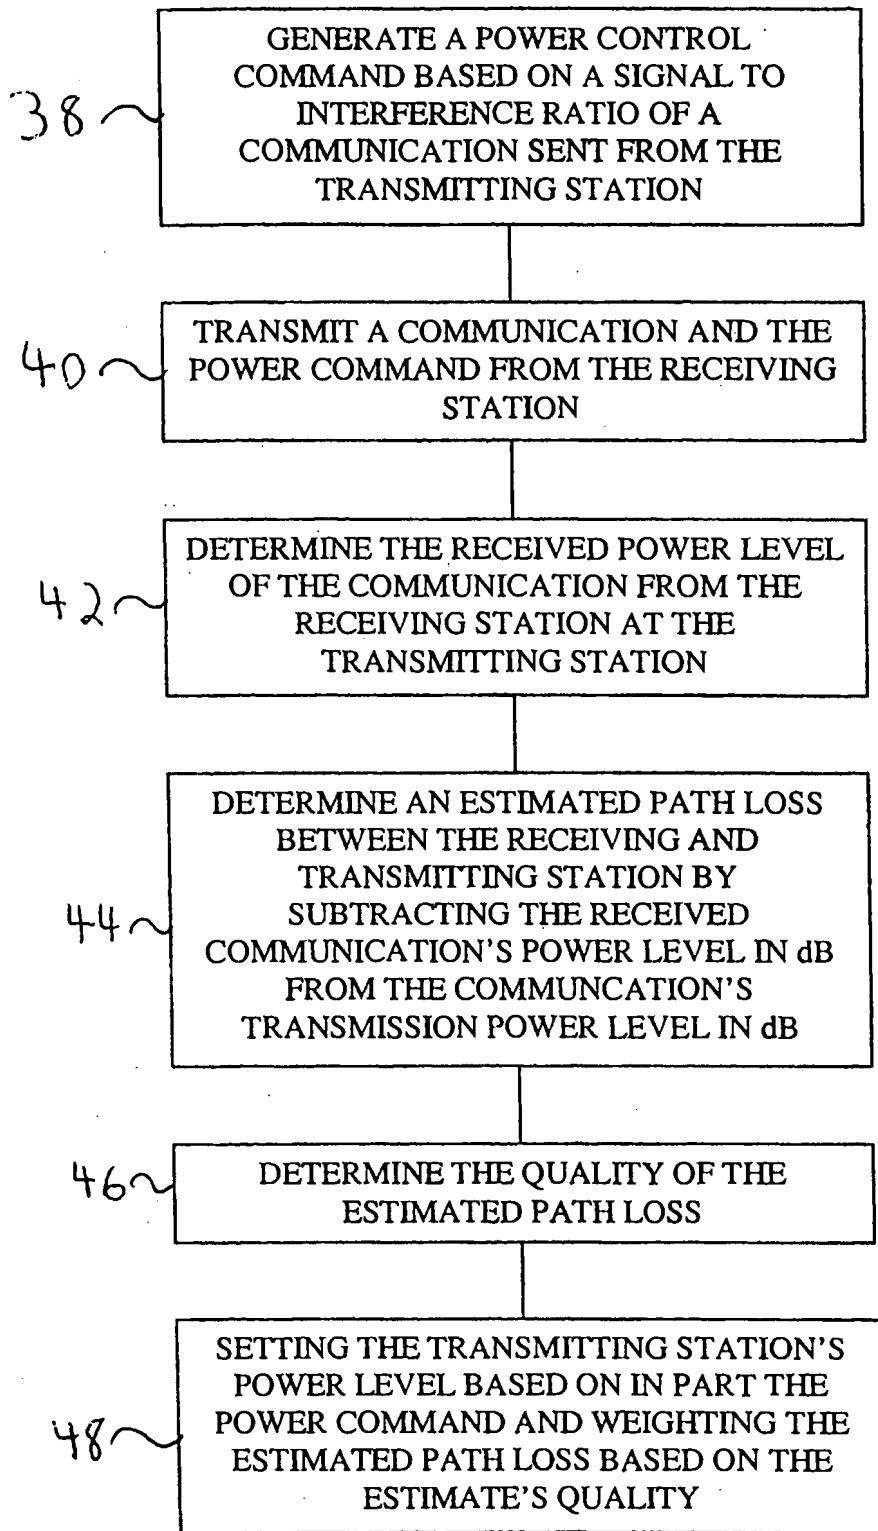 38
GENERATE A POWER CONTROL
COMMAND BASED ON A SIGNAL TO
INTERFERENCE RATIO OF A
COMMUNICATION SENT FROM THE
TRANSMITTING STATION
40
TRANSMIT A COMMUNICATION AND THE
POWER COMMAND FROM THE RECEIVING
STATION
42
DETERMINE THE RECEIVED POWER LEVEL
OF THE COMMUNICATION FROM THE
RECEIVING STATION AT THE
TRANSMITTING STATION
44
DETERMINE AN ESTIMATED PATH LOSS
BETWEEN THE RECEIVING AND
TRANSMITTING STATION BY
SUBTRACTING THE RECEIVED
COMMUNICATION'S POWER LEVEL IN dB
FROM THE COMMUNCATION'S
TRANSMISSION POWER LEVEL IN dB
46
DETERMINE THE QUALITY OF THE
ESTIMATED PATH LOSS
48
SETTING THE TRANSMITTING STATION'S
POWER LEVEL BASED ON IN PART THE
POWER COMMAND AND WEIGHTING THE
ESTIMATED PATH LOSS BASED ON THE
ESTIMATE'S QUALITY